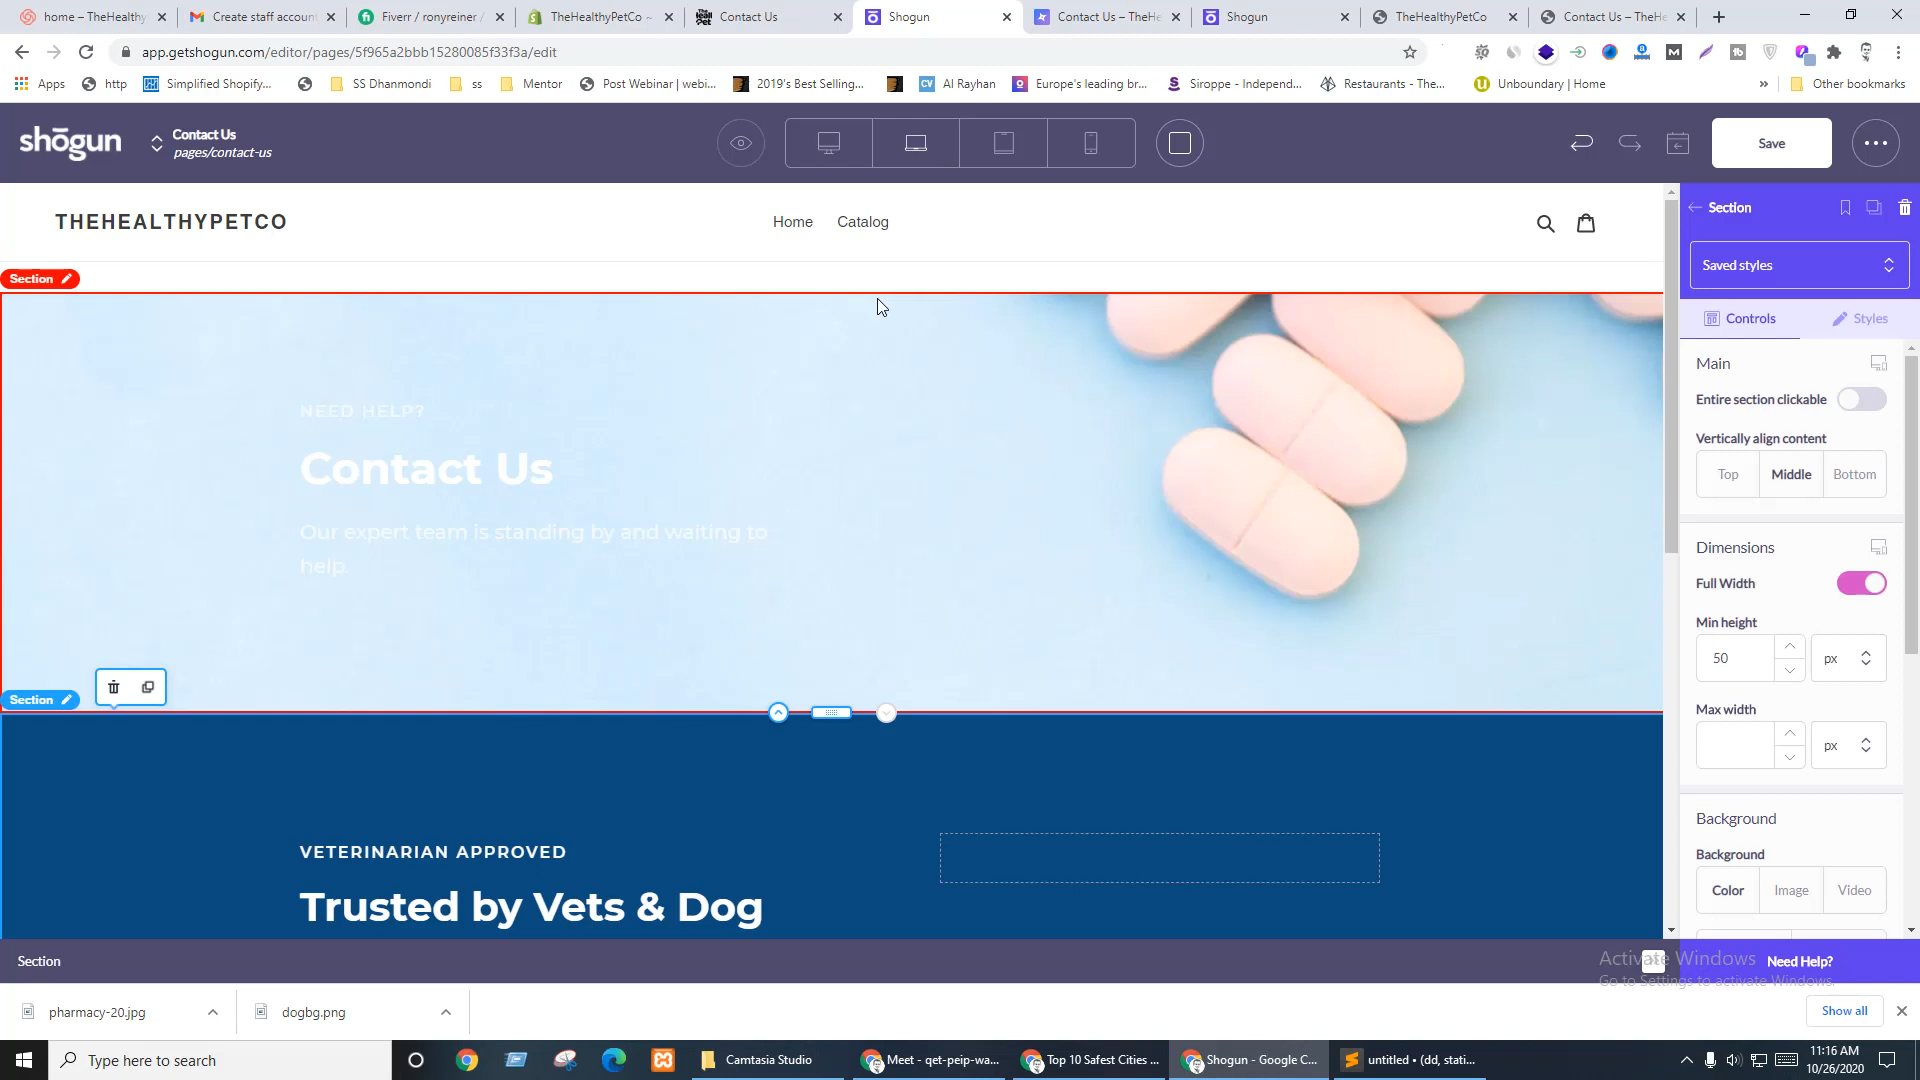 home – TheHealthy
Create staff accoun
Fiverr / ronyreiner /
TheHealthyPetCo ~
Contact Us
Shogun
Contact Us – TheHe
Shogun
TheHealthyPetCo
Contact Us – TheHe
app.getshogun.com/editor/pages/5f965a2bbb15280085f33f3a/edit
Apps
http
Simplified Shopify...
SS Dhanmondi
ss
Mentor
Post Webinar | webi...
2019's Best Selling...
Al Rayhan
Europe's leading br...
Siroppe - Independ...
Restaurants - The...
Unboundary | Home
»
Other bookmarks
shōgun
Contact Us
pages/contact-us
Save
THEHEALTHYPETCO
Home
Catalog
Section
NEED HELP?
Contact Us
Our expert team is standing by and waiting to
help.
Section
VETERINARIAN APPROVED
Trusted by Vets & Dog
Section
Saved styles
Controls
Styles
Main
Entire section clickable
Vertically align content
Top
Middle
Bottom
Dimensions
Full Width
Min height
50
px
Max width
px
Background
Background
Color
Image
Video
Section
Activate Windows
Go to Settings to activate Windows.
Need Help?
pharmacy-20.jpg
dogbg.png
Show all
Type here to search
Camtasia Studio
Meet - qet-peip-wa...
Top 10 Safest Cities ...
Shogun - Google C...
untitled • (dd, stati...
11:16 AM
10/26/2020